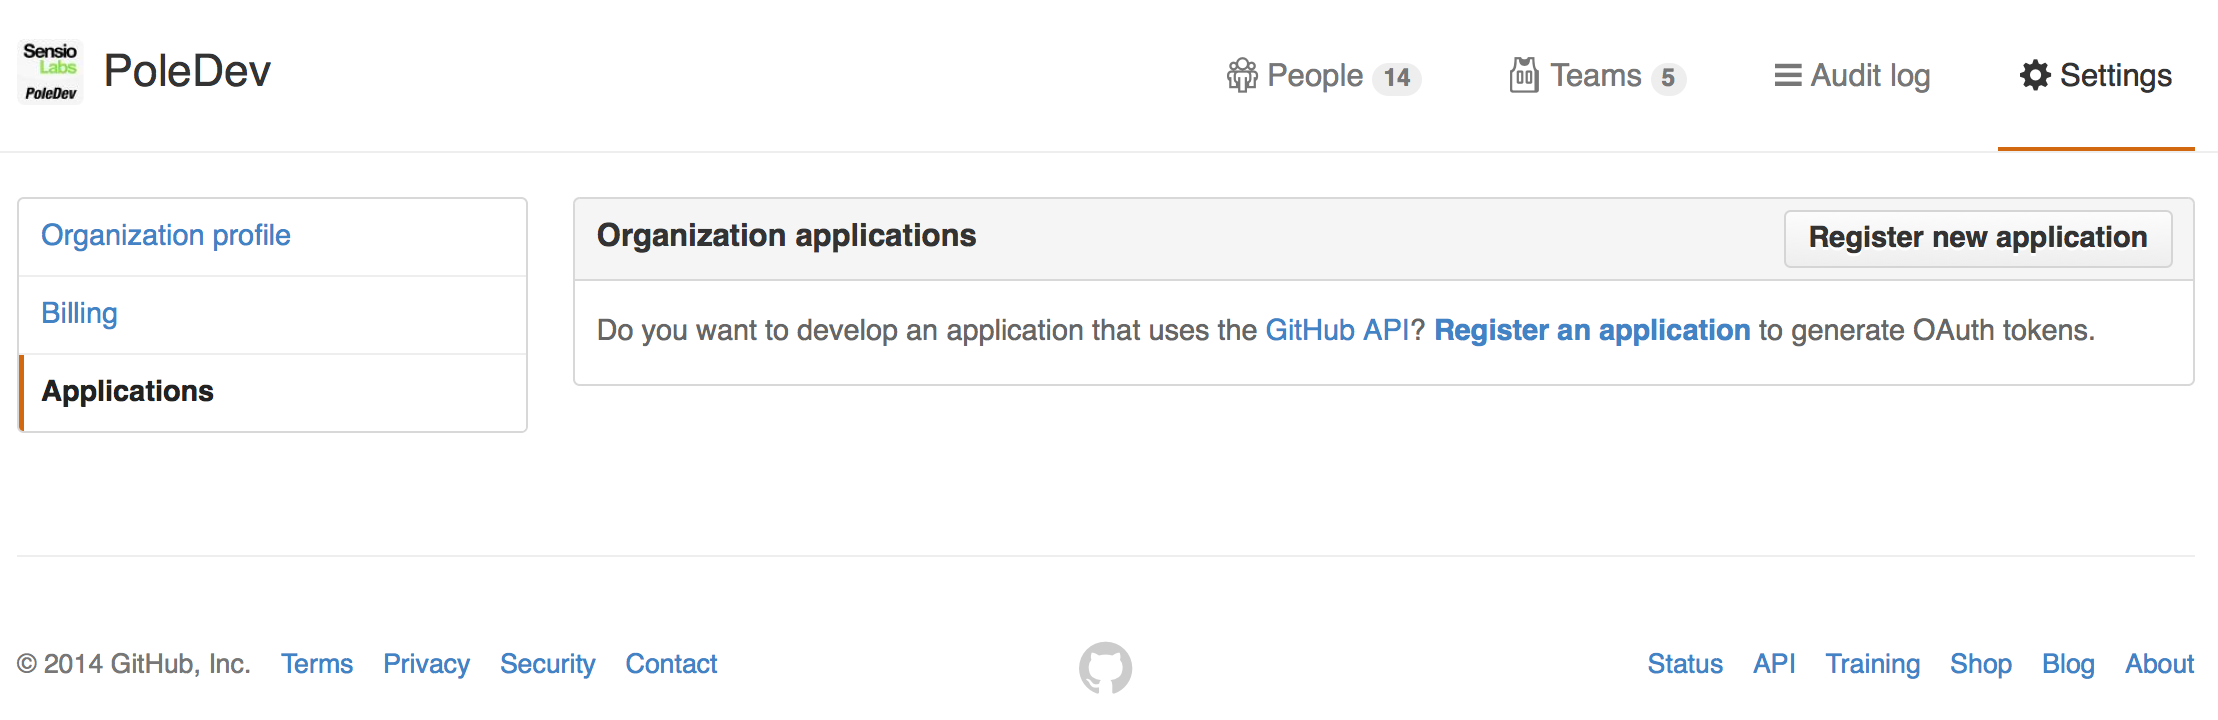 Sensio
Labs
PoleDev
PoleDev
People 14
Teams 5
Audit log
Settings
Organization profile
Billing
Applications
Organization applications
Register new application
Do you want to develop an application that uses the GitHub API? Register an application to generate OAuth tokens.
© 2014 GitHub, Inc. Terms Privacy Security Contact
Status API Training Shop Blog About